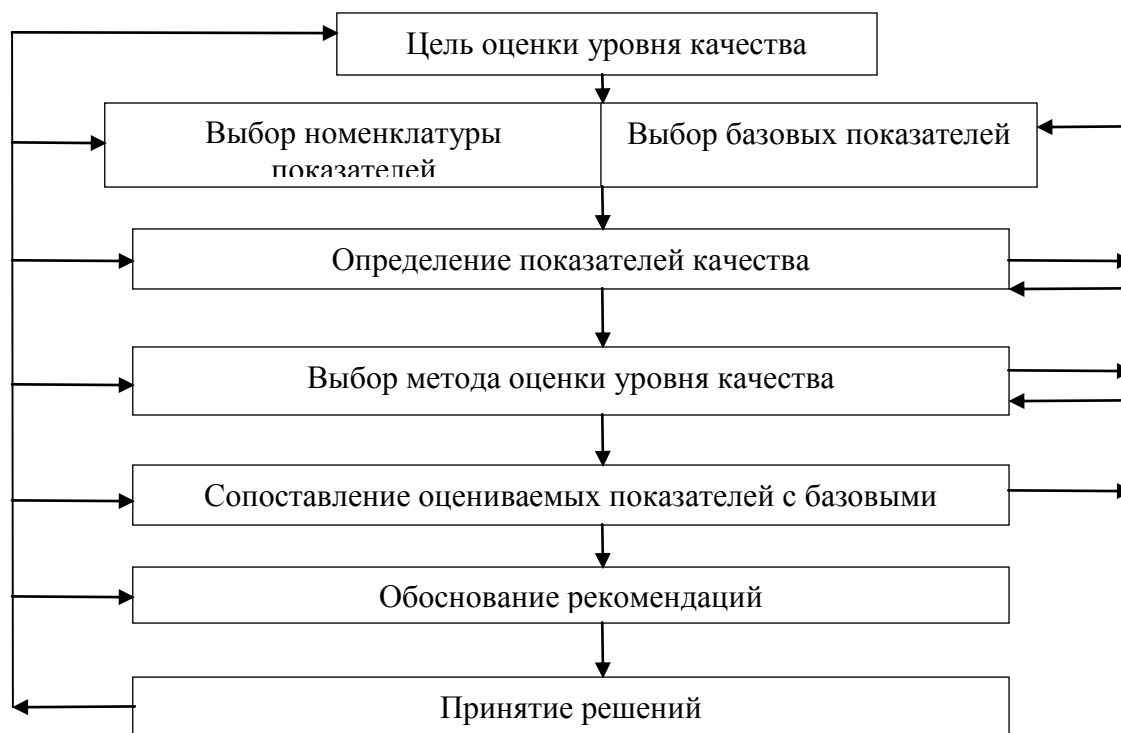 Цель оценки уровня качества
Выбор номенклатуры
показателей
Выбор базовых показателей
Определение показателей качества
Выбор метода оценки уровня качества
Сопоставление оцениваемых показателей с базовыми
Обоснование рекомендаций
Принятие решений